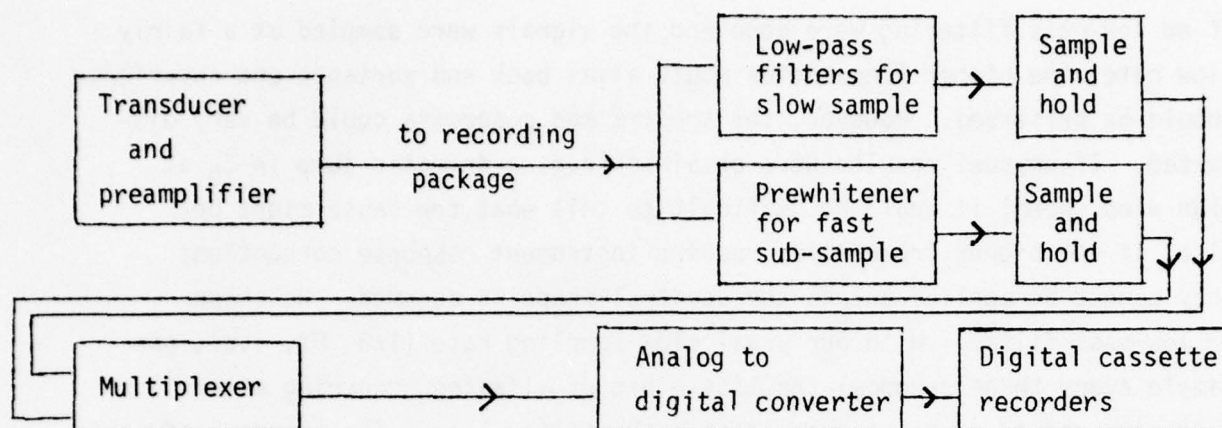 Transducer
and
preamplifier
to recording
package
Low-pass
filters for
slow sample
Sample
and
hold
Prewhitener
for fast
sub-sample
Sample
and
hold
Multiplexer
Analog to
digital converter
Digital cassette
recorders